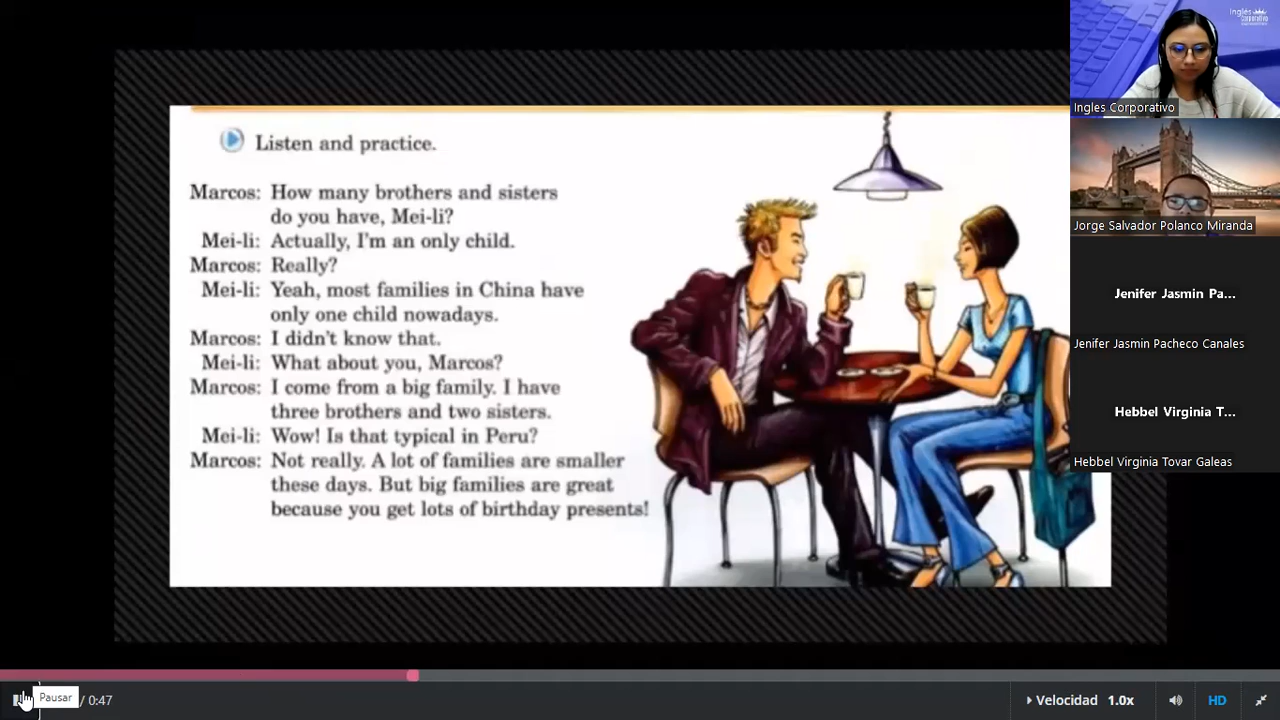 Listen and practice.
Marcos: How many brothers and sisters
do you have, Mei-li?
Mei-li: Actually, I'm an only child.
Marcos: Really?
Mei-li: Yeah, most families in China have
only one child nowadays.
Marcos: I didn't know that.
Mei-li: What about you, Marcos?
Marcos: I come from a big family. I have
three brothers and two sisters.
Mei-li: Wow! Is that typical in Peru?
Marcos: Not really. A lot of families are smaller
these days. But big families are great
because you get lots of birthday presents!
Inglés
Corporativo
Ingles Corporativo
Jorge Salvador Polanco Miranda
Jenifer Jasmin Pa...
Jenifer Jasmin Pacheco Canales
Hebbel Virginia T...
Hebbel Virginia Tovar Galeas
Pausar
/ 0:47
Velocidad 1.0x
HD